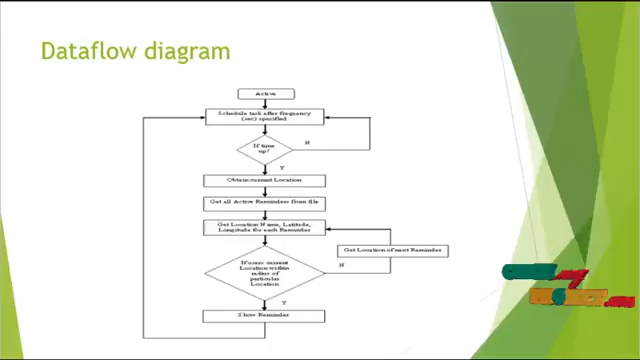 Dataflow diagram
Active
Schedule task after frequency
(sec) specified
If time
up?
N
Y
Obtain current Location
Get all Active Reminders from file
Get Location Name, Latitude,
Longitude for each Reminder
Get Location of next Reminder
If users current
Location within
radius of
particular
Location
N
Y
Show Reminder